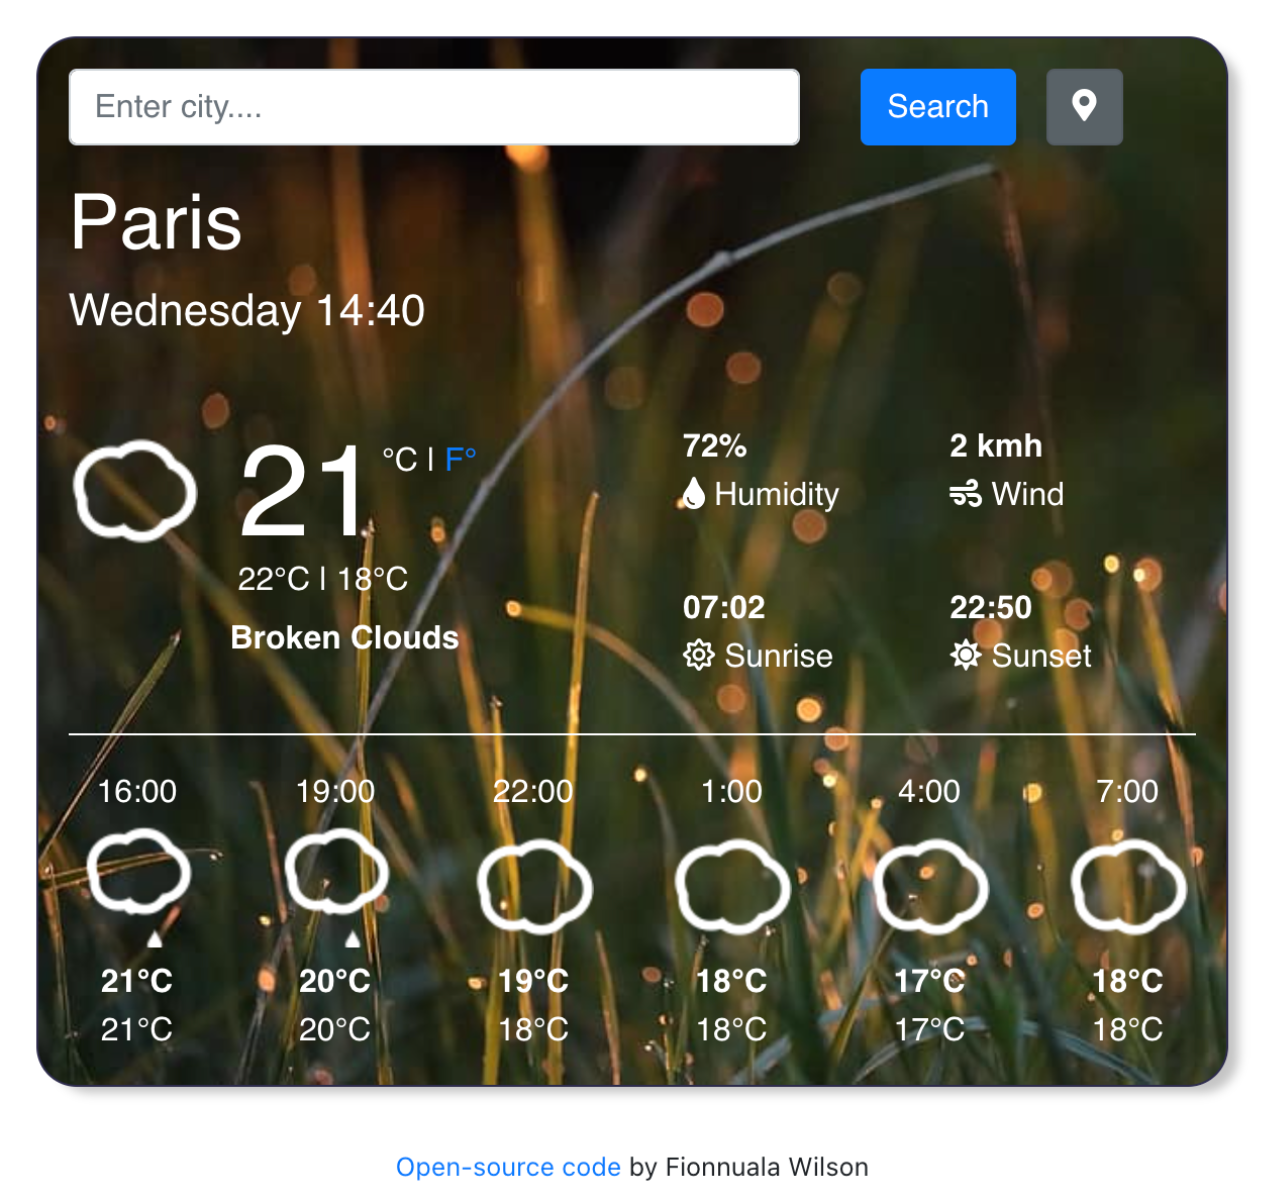 Enter city....
Search
Paris
Wednesday 14:40
21 °C | F°
22°C | 18°C
Broken Clouds
72%
Humidity
2 kmh
Wind
07:02
Sunrise
22:50
Sunset
16:00 19:00 22:00 1:00 4:00 7:00
21°C 20°C 19°C 18°C 17°C 18°C
21°C 20°C 18°C 18°C 17°C 18°C
Open-source code by Fionnuala Wilson